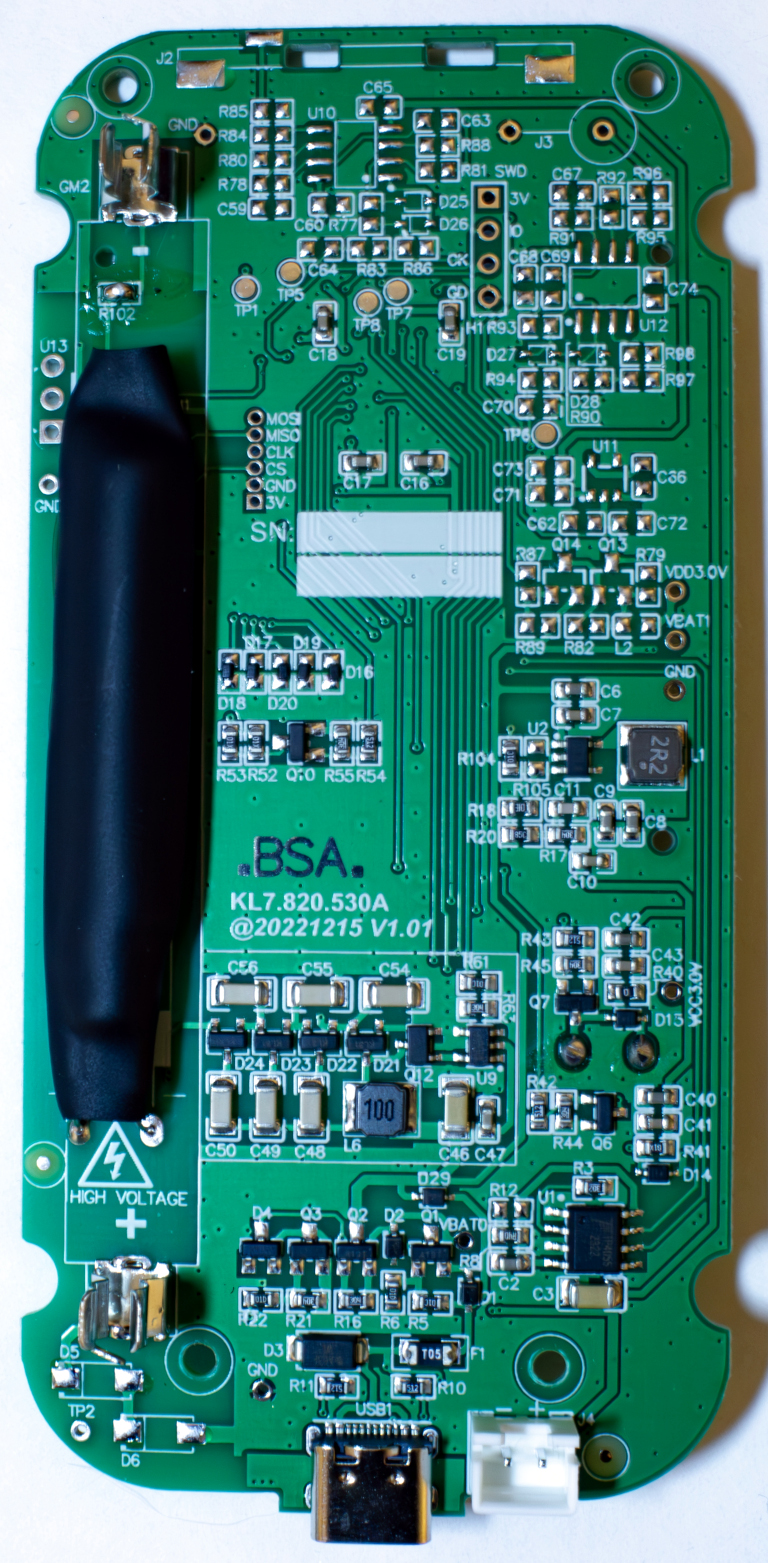 J2
C65
R85
U10
C63
GND
R84
R88
J3
R80
R81 SWD
GM2
R78
D25
3V
C67
R92
R96
C59
C60 R77
D26
IO
R91
R95
C64
R83
R86
CK
C68 C69
C74
TP1
TP5
TP8
TP7
GD
H1
R93
U12
R102
C18
C19
U13
D27
R98
R94
D28
R97
R90
C70
MOSI
MISO
CLK
CS
GND
3V
TP6
U11
C17
C16
C73
C36
C71
GND
SN:
C62
C72
Q14
Q13
R87
R79
VDD3.0V
VBAT1
R89
R82
L2
D17
D19
D16
D18
D20
GND
C6
C7
U2
2R2
L1
R104
R53 R52
Q10
R55 R54
R105 C11
C9
R18
C8
R20
R17
C10
.BSA.
KL7.820.530A
@20221215 V1.01
C42
R43
C43
R45
R40
R61
C56
C55
C54
R67
Q7
D13
VCC3.0V
D24
D23
D22
D21
Q12
U9
100
L6
C50
C49
C48
C46
C47
R42
C40
C41
R44
Q6
R41
D14
HIGH VOLTAGE
+
D29
R3
R12
U1
D4
Q3
Q2
D2
Q1
VBAT0
R8
C2
D1
C3
R22
R21
R16
R6
R5
D3
T05
F1
GND
D5
R11
R10
TP2
USB1
-
+
J4
D6